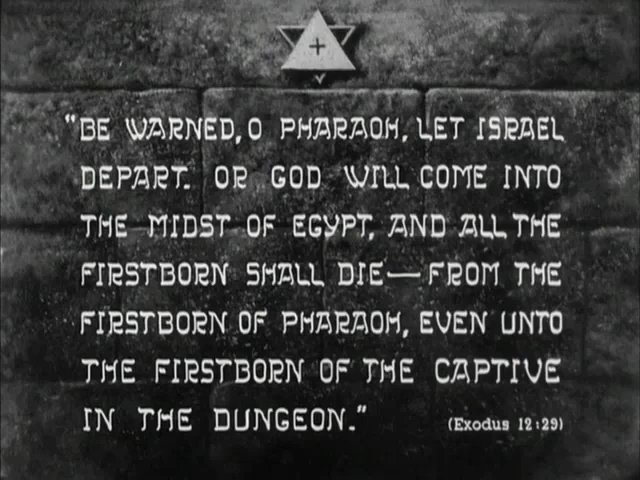 "BE WARNED, O PHARAOH, LET ISRAEL
DEPART. OR GOD WILL COME INTO
THE MIDST OF EGYPT, AND ALL THE
FIRSTBORN SHALL DIE—FROM THE
FIRSTBORN OF PHARAOH, EVEN UNTO
THE FIRSTBORN OF THE CAPTIVE
IN THE DUNGEON."
(Exodus 12:29)